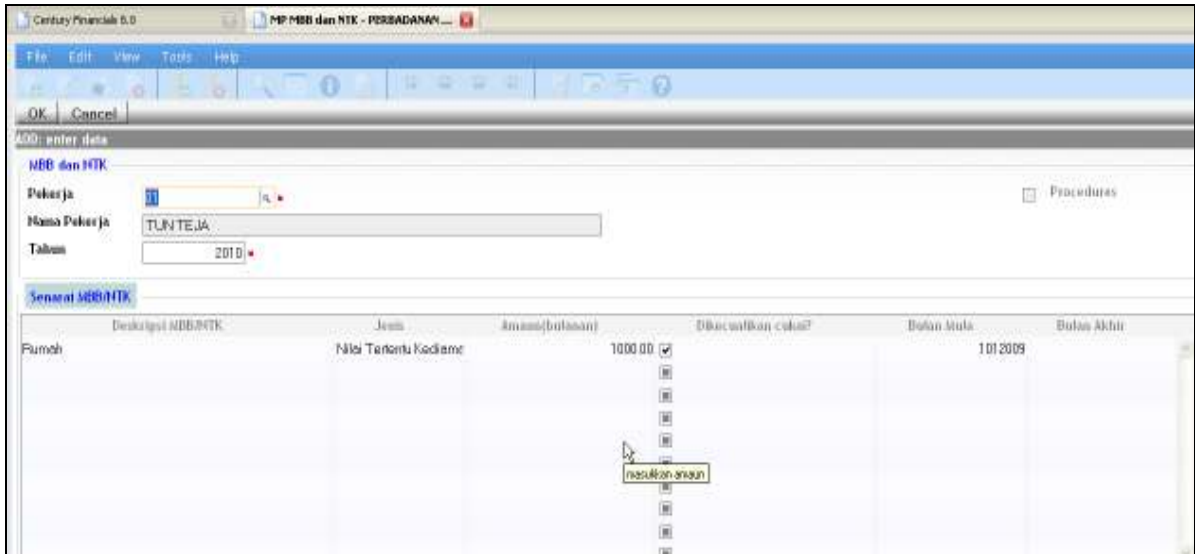 Century Financials 8.0
MP MBB dan NTK - PERBADANAN ...
File Edit View Tools Help
OK Cancel
ADD: enter data
MBB dan NTK
Pekerja 01
Procedures
Nama Pekerja TUN TEJA
Tahun 2010
Senarai MBB/NTK
Deskripsi MBB/NTK Jenis Amaun(bulanan) Dikecualikan cukai? Bulan Mula Bulan Akhir
Rumah Nilai Tertentu Kediama 1000.00 1012009
masukkan amaun